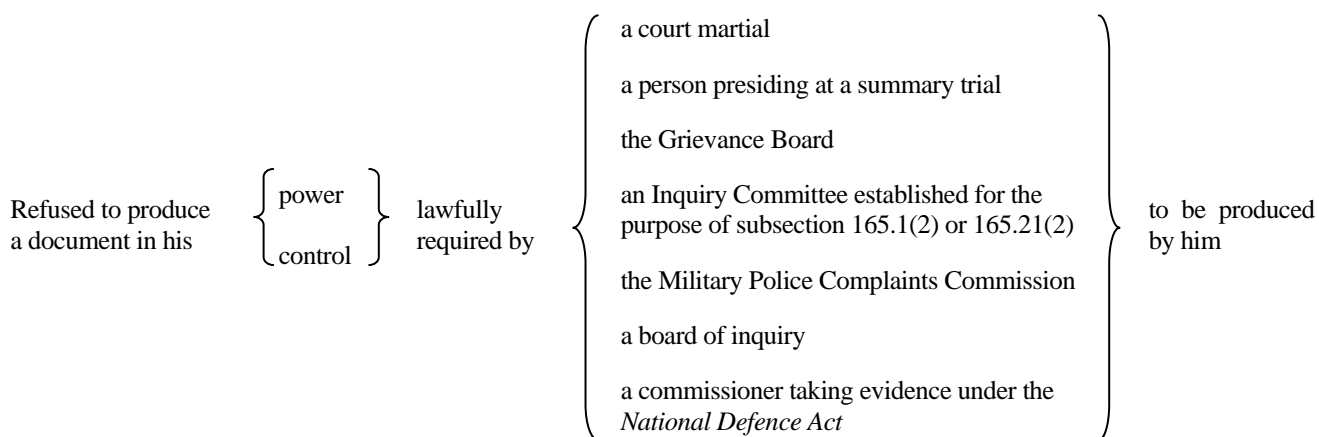 Refused to produce
a document in his
power
control
lawfully
required by
a court martial
a person presiding at a summary trial
the Grievance Board
an Inquiry Committee established for the
purpose of subsection 165.1(2) or 165.21(2)
the Military Police Complaints Commission
a board of inquiry
a commissioner taking evidence under the
National Defence Act
to be produced
by him